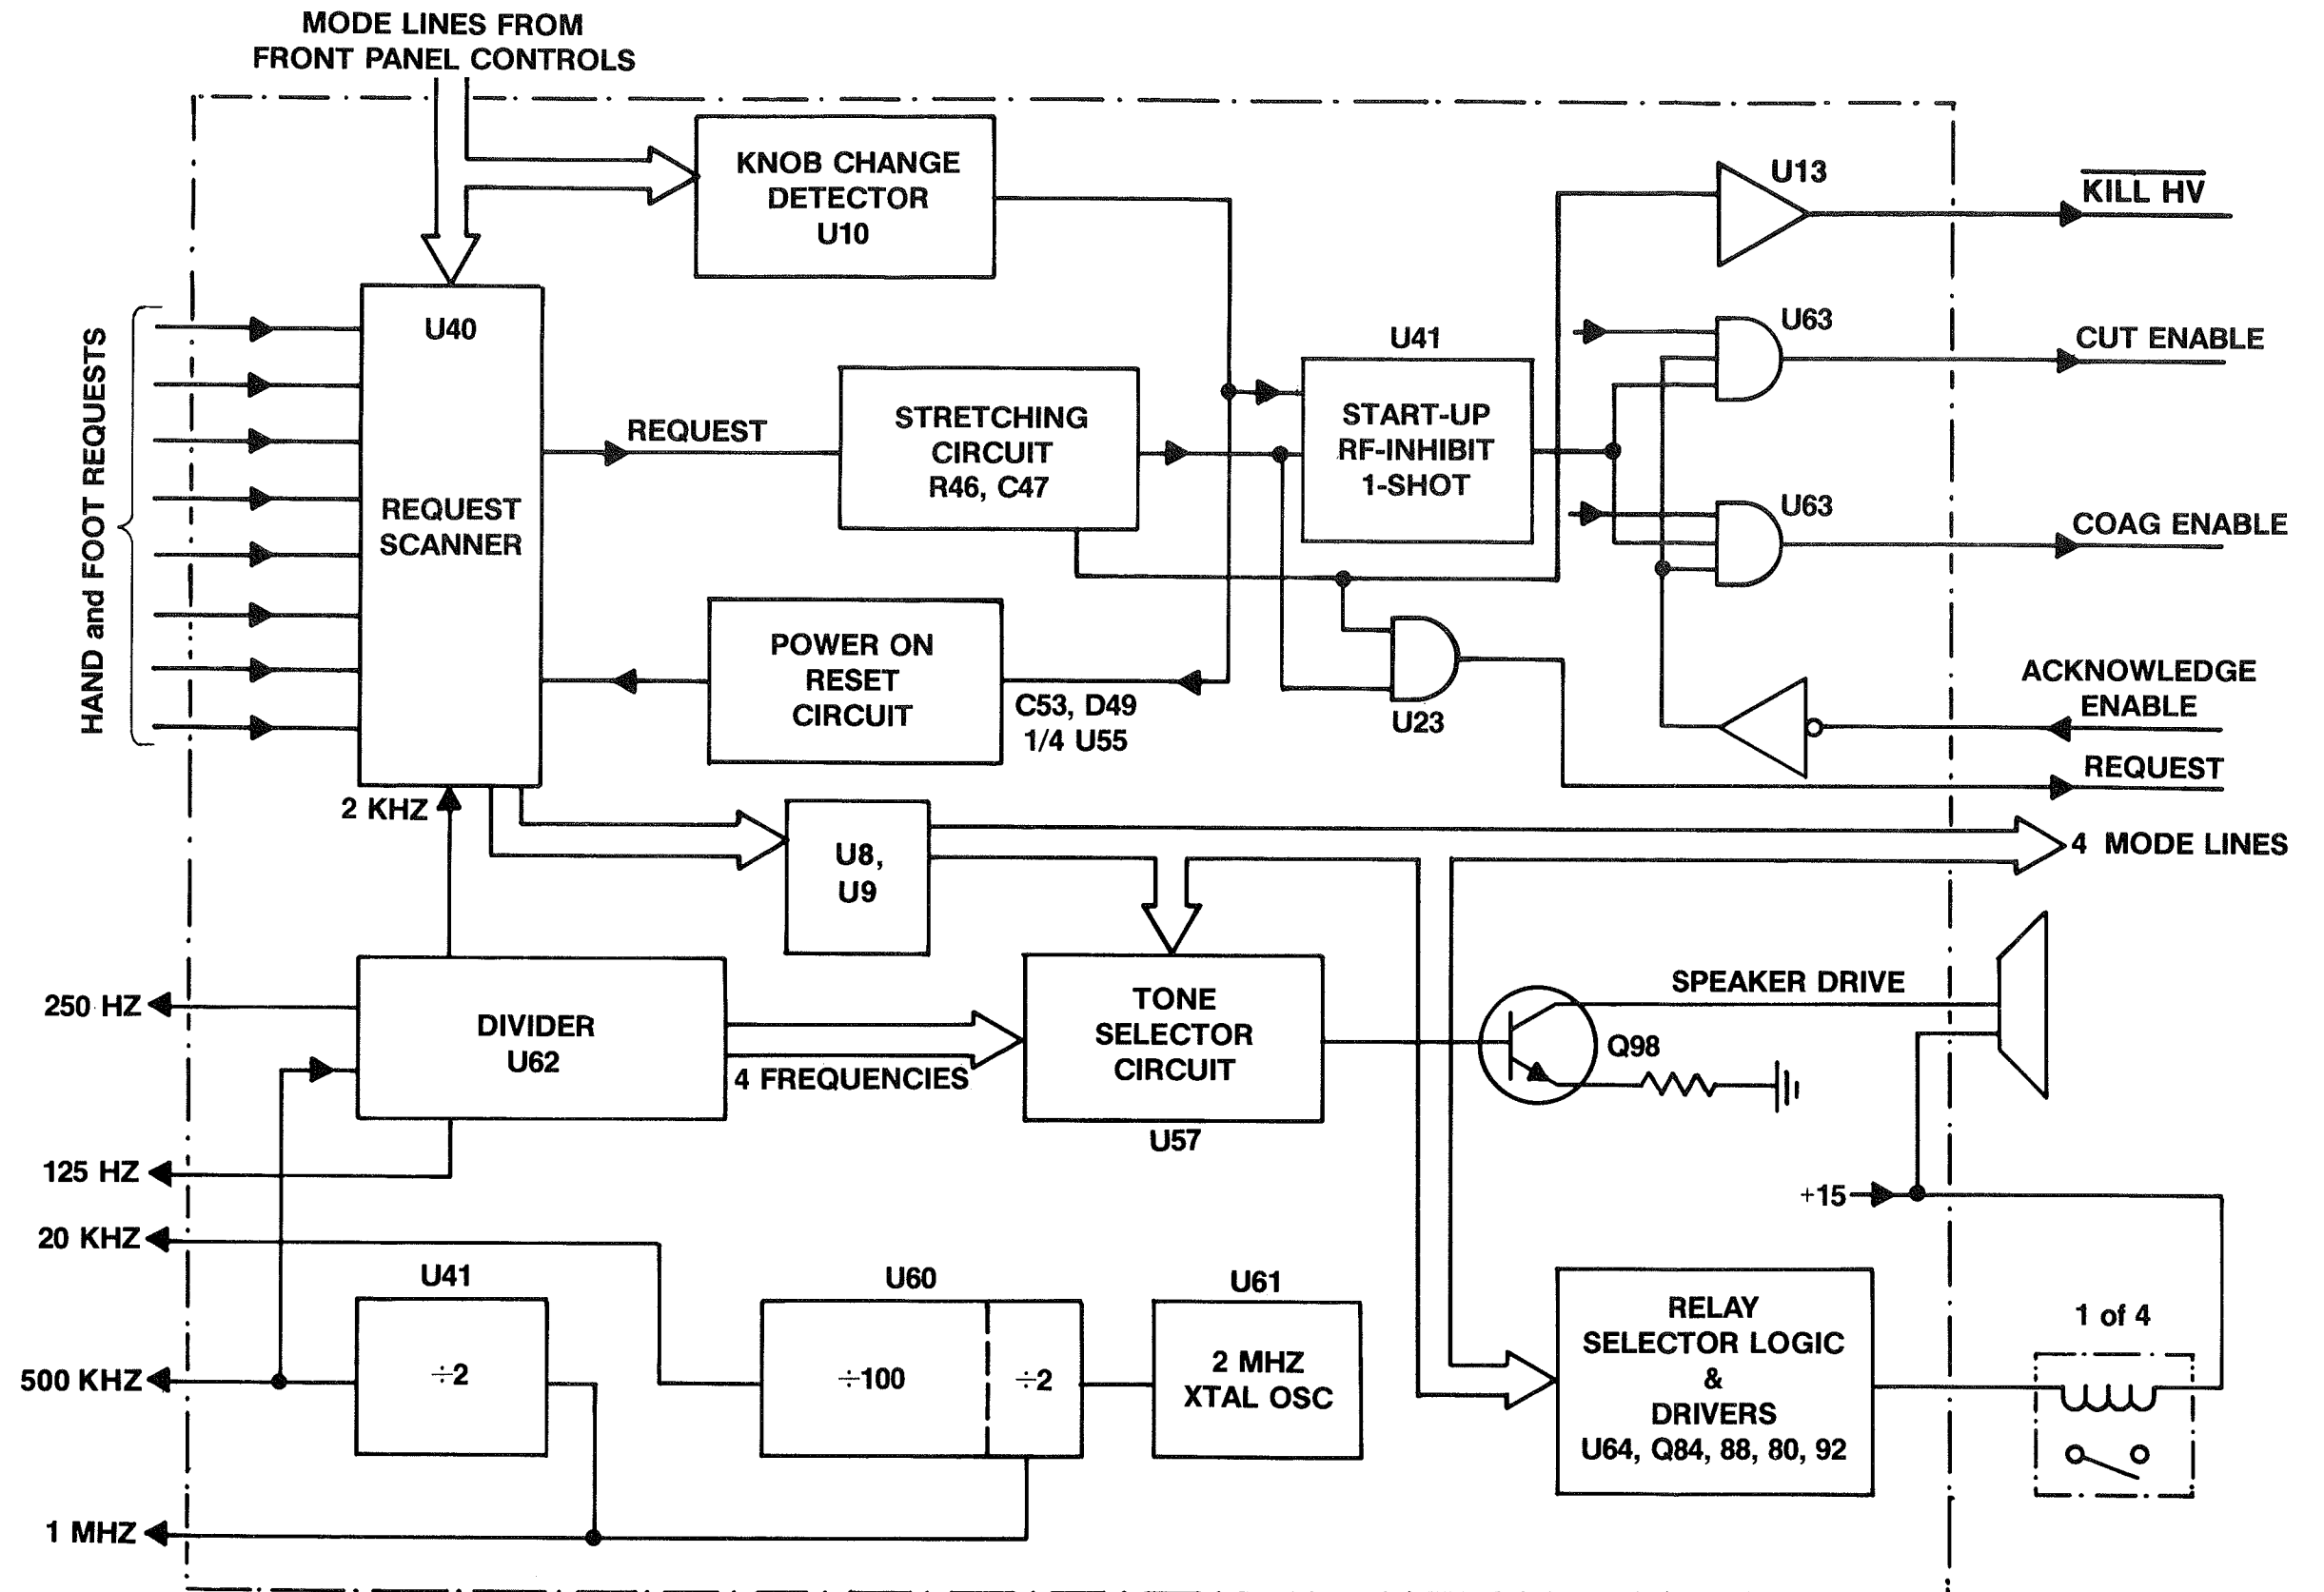 MODE LINES FROM
FRONT PANEL CONTROLS
KNOB CHANGE
DETECTOR
U10
U13
KILL HV
HAND and FOOT REQUESTS
U40
REQUEST
SCANNER
REQUEST
STRETCHING
CIRCUIT
R46, C47
U41
START-UP
RF-INHIBIT
1-SHOT
U63
CUT ENABLE
U63
COAG ENABLE
POWER ON
RESET
CIRCUIT
C53, D49
1/4 U55
U23
ACKNOWLEDGE
ENABLE
REQUEST
2 KHZ
U8,
U9
4 MODE LINES
250 HZ
DIVIDER
U62
4 FREQUENCIES
TONE
SELECTOR
CIRCUIT
U57
SPEAKER DRIVE
Q98
125 HZ
+15
20 KHZ
U41
÷2
U60
÷100
÷2
U61
2 MHZ
XTAL OSC
RELAY
SELECTOR LOGIC
&
DRIVERS
U64, Q84, 88, 80, 92
1 of 4
500 KHZ
1 MHZ